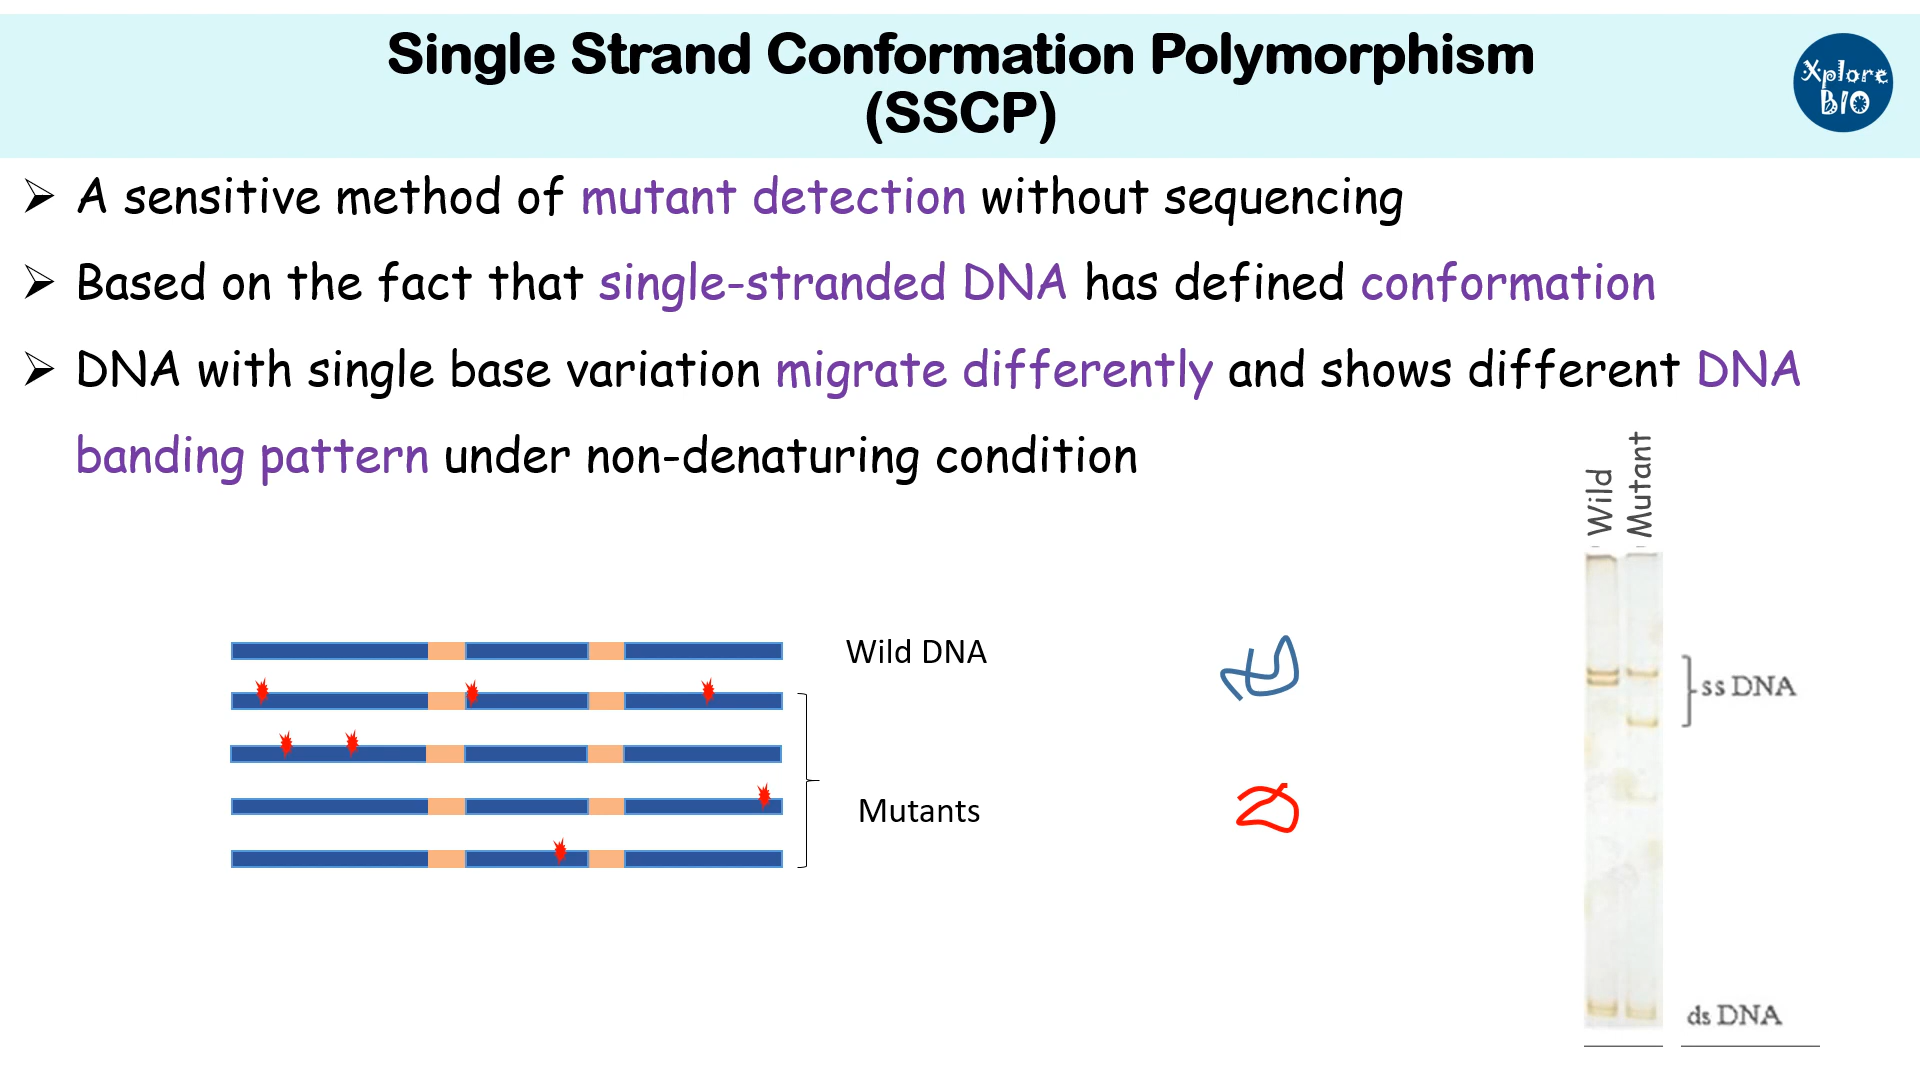 Single Strand Conformation Polymorphism
(SSCP)
Xplore
BIO
A sensitive method of mutant detection without sequencing
Based on the fact that single-stranded DNA has defined conformation
DNA with single base variation migrate differently and shows different DNA
banding pattern under non-denaturing condition
Wild
Mutant
Wild DNA
Mutants
ss DNA
ds DNA